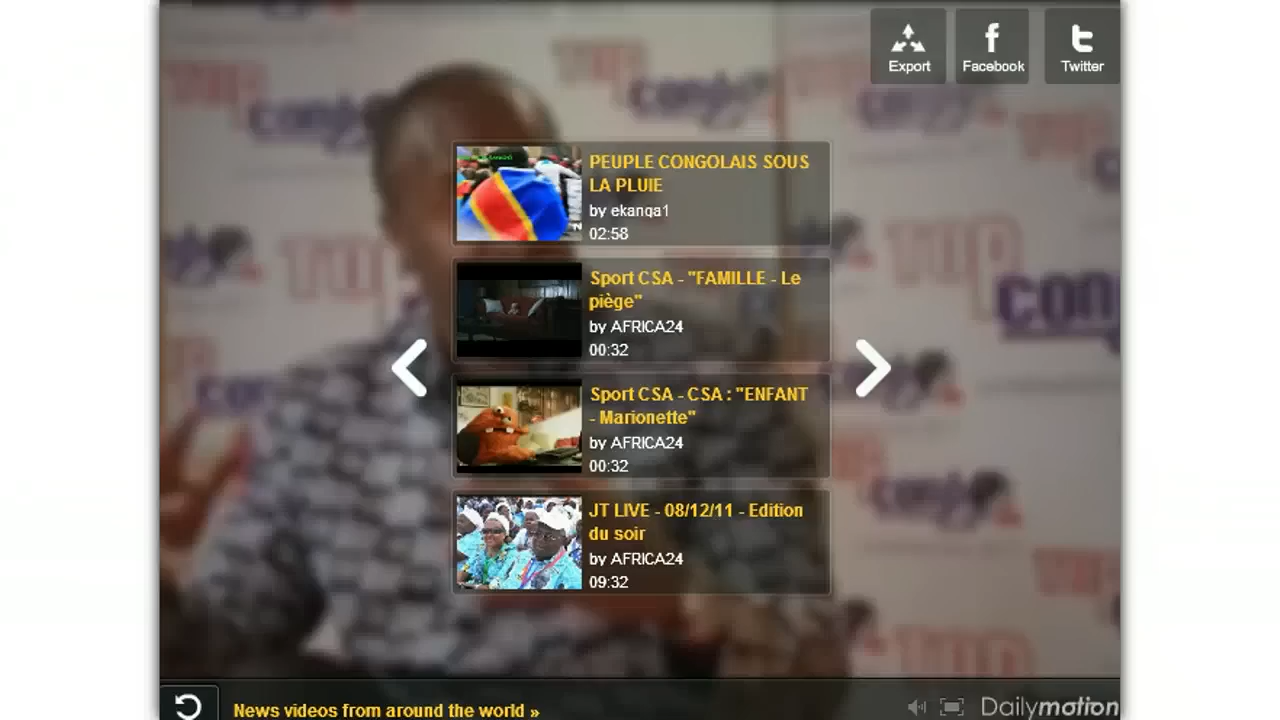 Export
Facebook
Twitter
PEUPLE CONGOLAIS SOUS
LA PLUIE
by ekanqa1
02:58
Sport CSA - "FAMILLE - Le
piège"
by AFRICA24
00:32
Sport CSA - CSA : "ENFANT
- Marionette"
by AFRICA24
00:32
JT LIVE - 08/12/11 - Edition
du soir
by AFRICA24
09:32
TOP
News videos from around the world »
Dailymotion